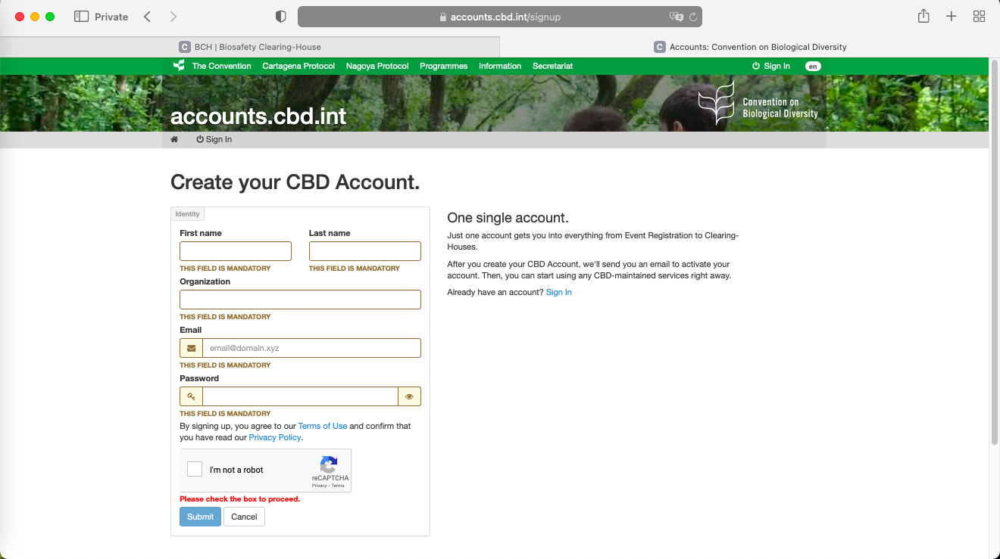 Private
accounts.cbd.int/signup
C BCH | Biosafety Clearing-House
C Accounts: Convention on Biological Diversity
The Convention Cartagena Protocol Nagoya Protocol Programmes Information Secretariat Sign In en
accounts.cbd.int
Convention on
Biological Diversity
Sign In
Create your CBD Account.
Identity
First name Last name
THIS FIELD IS MANDATORY THIS FIELD IS MANDATORY
Organization
THIS FIELD IS MANDATORY
Email
email@domain.xyz
THIS FIELD IS MANDATORY
Password
THIS FIELD IS MANDATORY
By signing up, you agree to our Terms of Use and confirm that
you have read our Privacy Policy.
I'm not a robot
reCAPTCHA
Privacy - Terms
Please check the box to proceed.
Submit Cancel
One single account.
Just one account gets you into everything from Event Registration to Clearing-
Houses.
After you create your CBD Account, we'll send you an email to activate your
account. Then, you can start using any CBD-maintained services right away.
Already have an account? Sign In